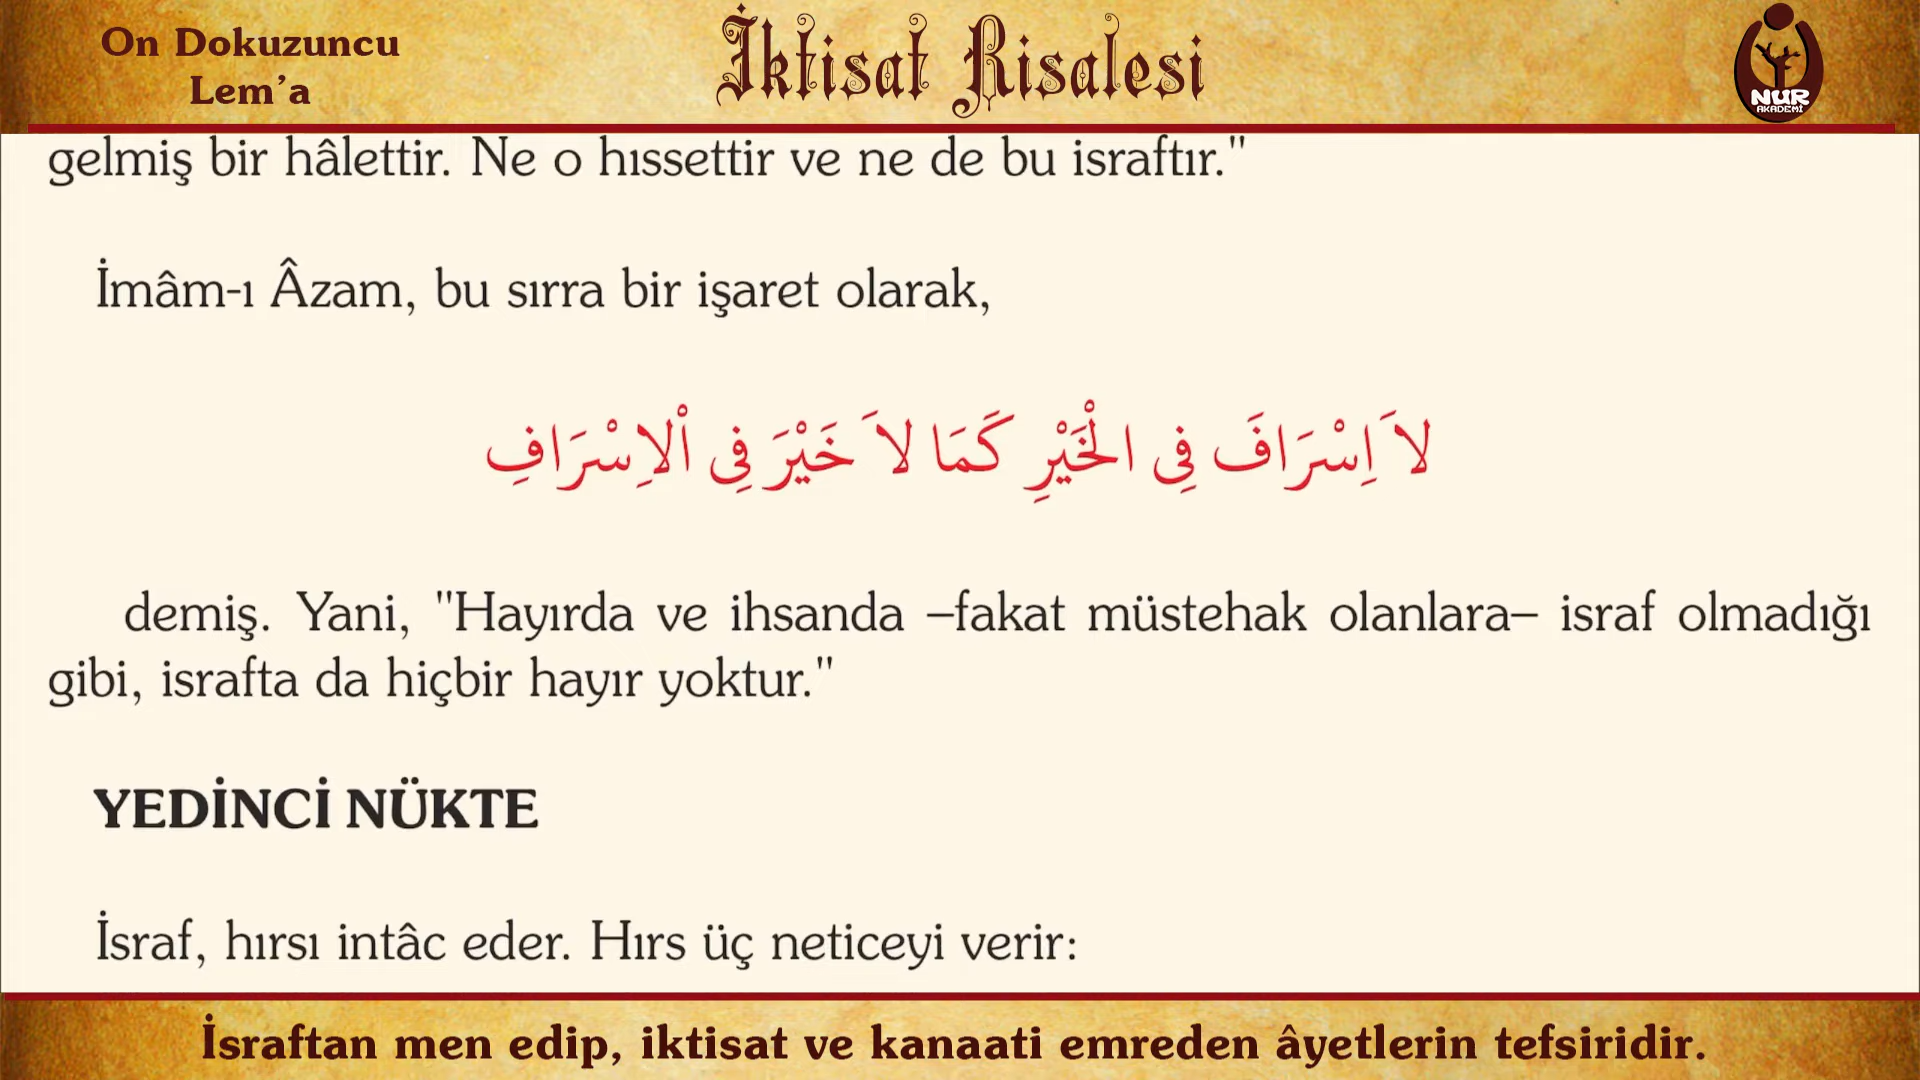 On Dokuzuncu
Lem'a
İktisat Risalesi
NUR
AKADEMİ
gelmiş bir hâlettir. Ne o hıssettir ve ne de bu israftır."
İmâm-ı Âzam, bu sırra bir işaret olarak,
لاَ اِسْرَافَ فِى الْخَيْرِ كَمَا لاَ خَيْرَ فِى اْلاِسْرَافِ
demiş. Yani, "Hayırda ve ihsanda –fakat müstehak olanlara– israf olmadığı
gibi, israfta da hiçbir hayır yoktur."
YEDİNCİ NÜKTE
İsraf, hırsı intâc eder. Hırs üç neticeyi verir:
İsraftan men edip, iktisat ve kanaati emreden âyetlerin tefsiridir.